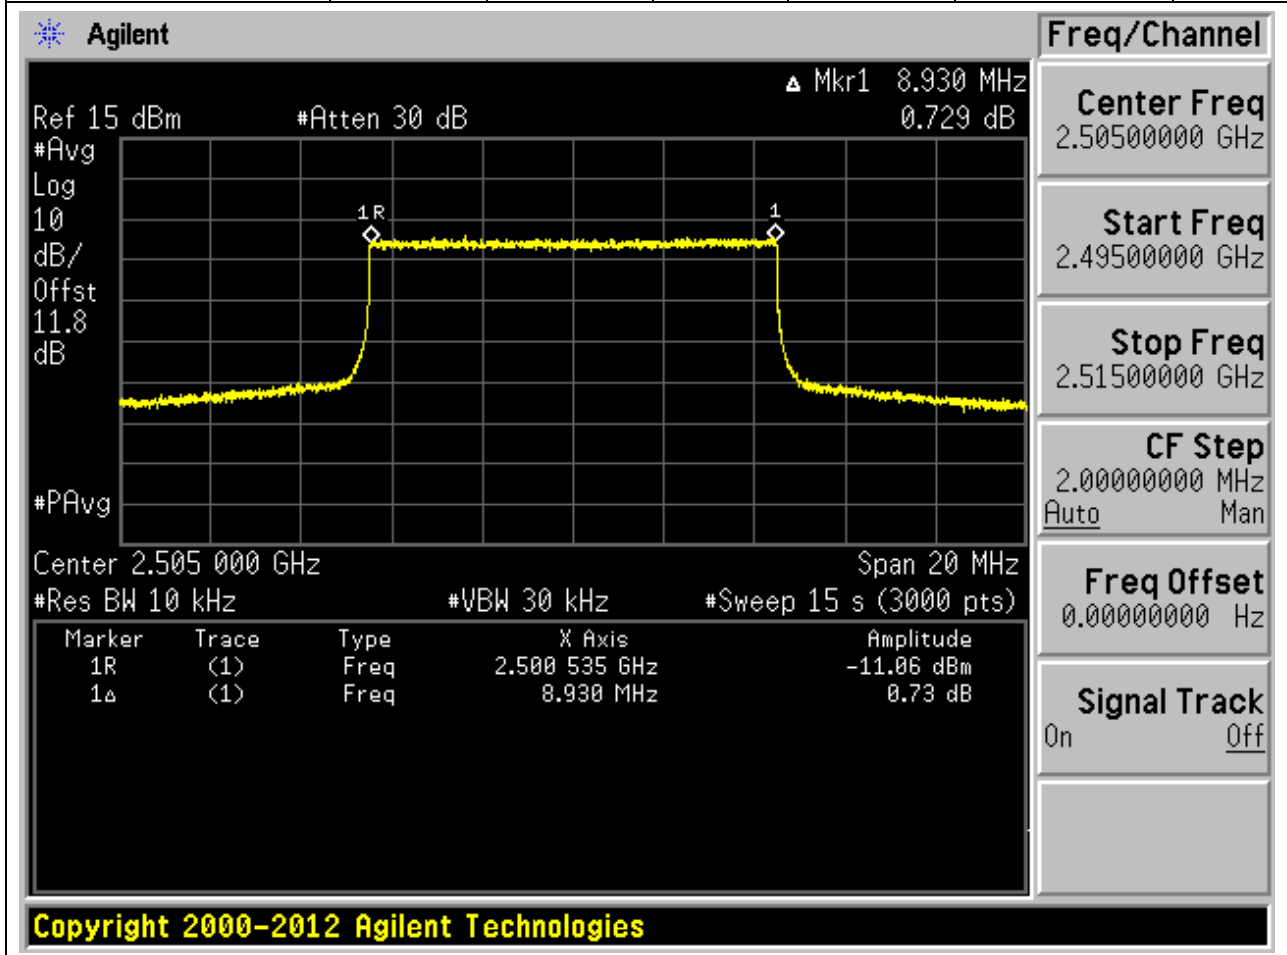 Agilent
Freq/Channel
Δ Mkr1 8.930 MHz
Ref 15 dBm #Atten 30 dB 0.729 dB
#Avg
Log
10
dB/
Offst
11.8
dB
1R
1
#PAvg
Center 2.505 000 GHz Span 20 MHz
#Res BW 10 kHz #VBW 30 kHz #Sweep 15 s (3000 pts)
Marker Trace Type X Axis Amplitude
1R (1) Freq 2.500 535 GHz -11.06 dBm
1Δ (1) Freq 8.930 MHz 0.73 dB
Center Freq
2.50500000 GHz
Start Freq
2.49500000 GHz
Stop Freq
2.51500000 GHz
CF Step
2.00000000 MHz
Auto Man
Freq Offset
0.00000000 Hz
Signal Track
On Off
Copyright 2000-2012 Agilent Technologies